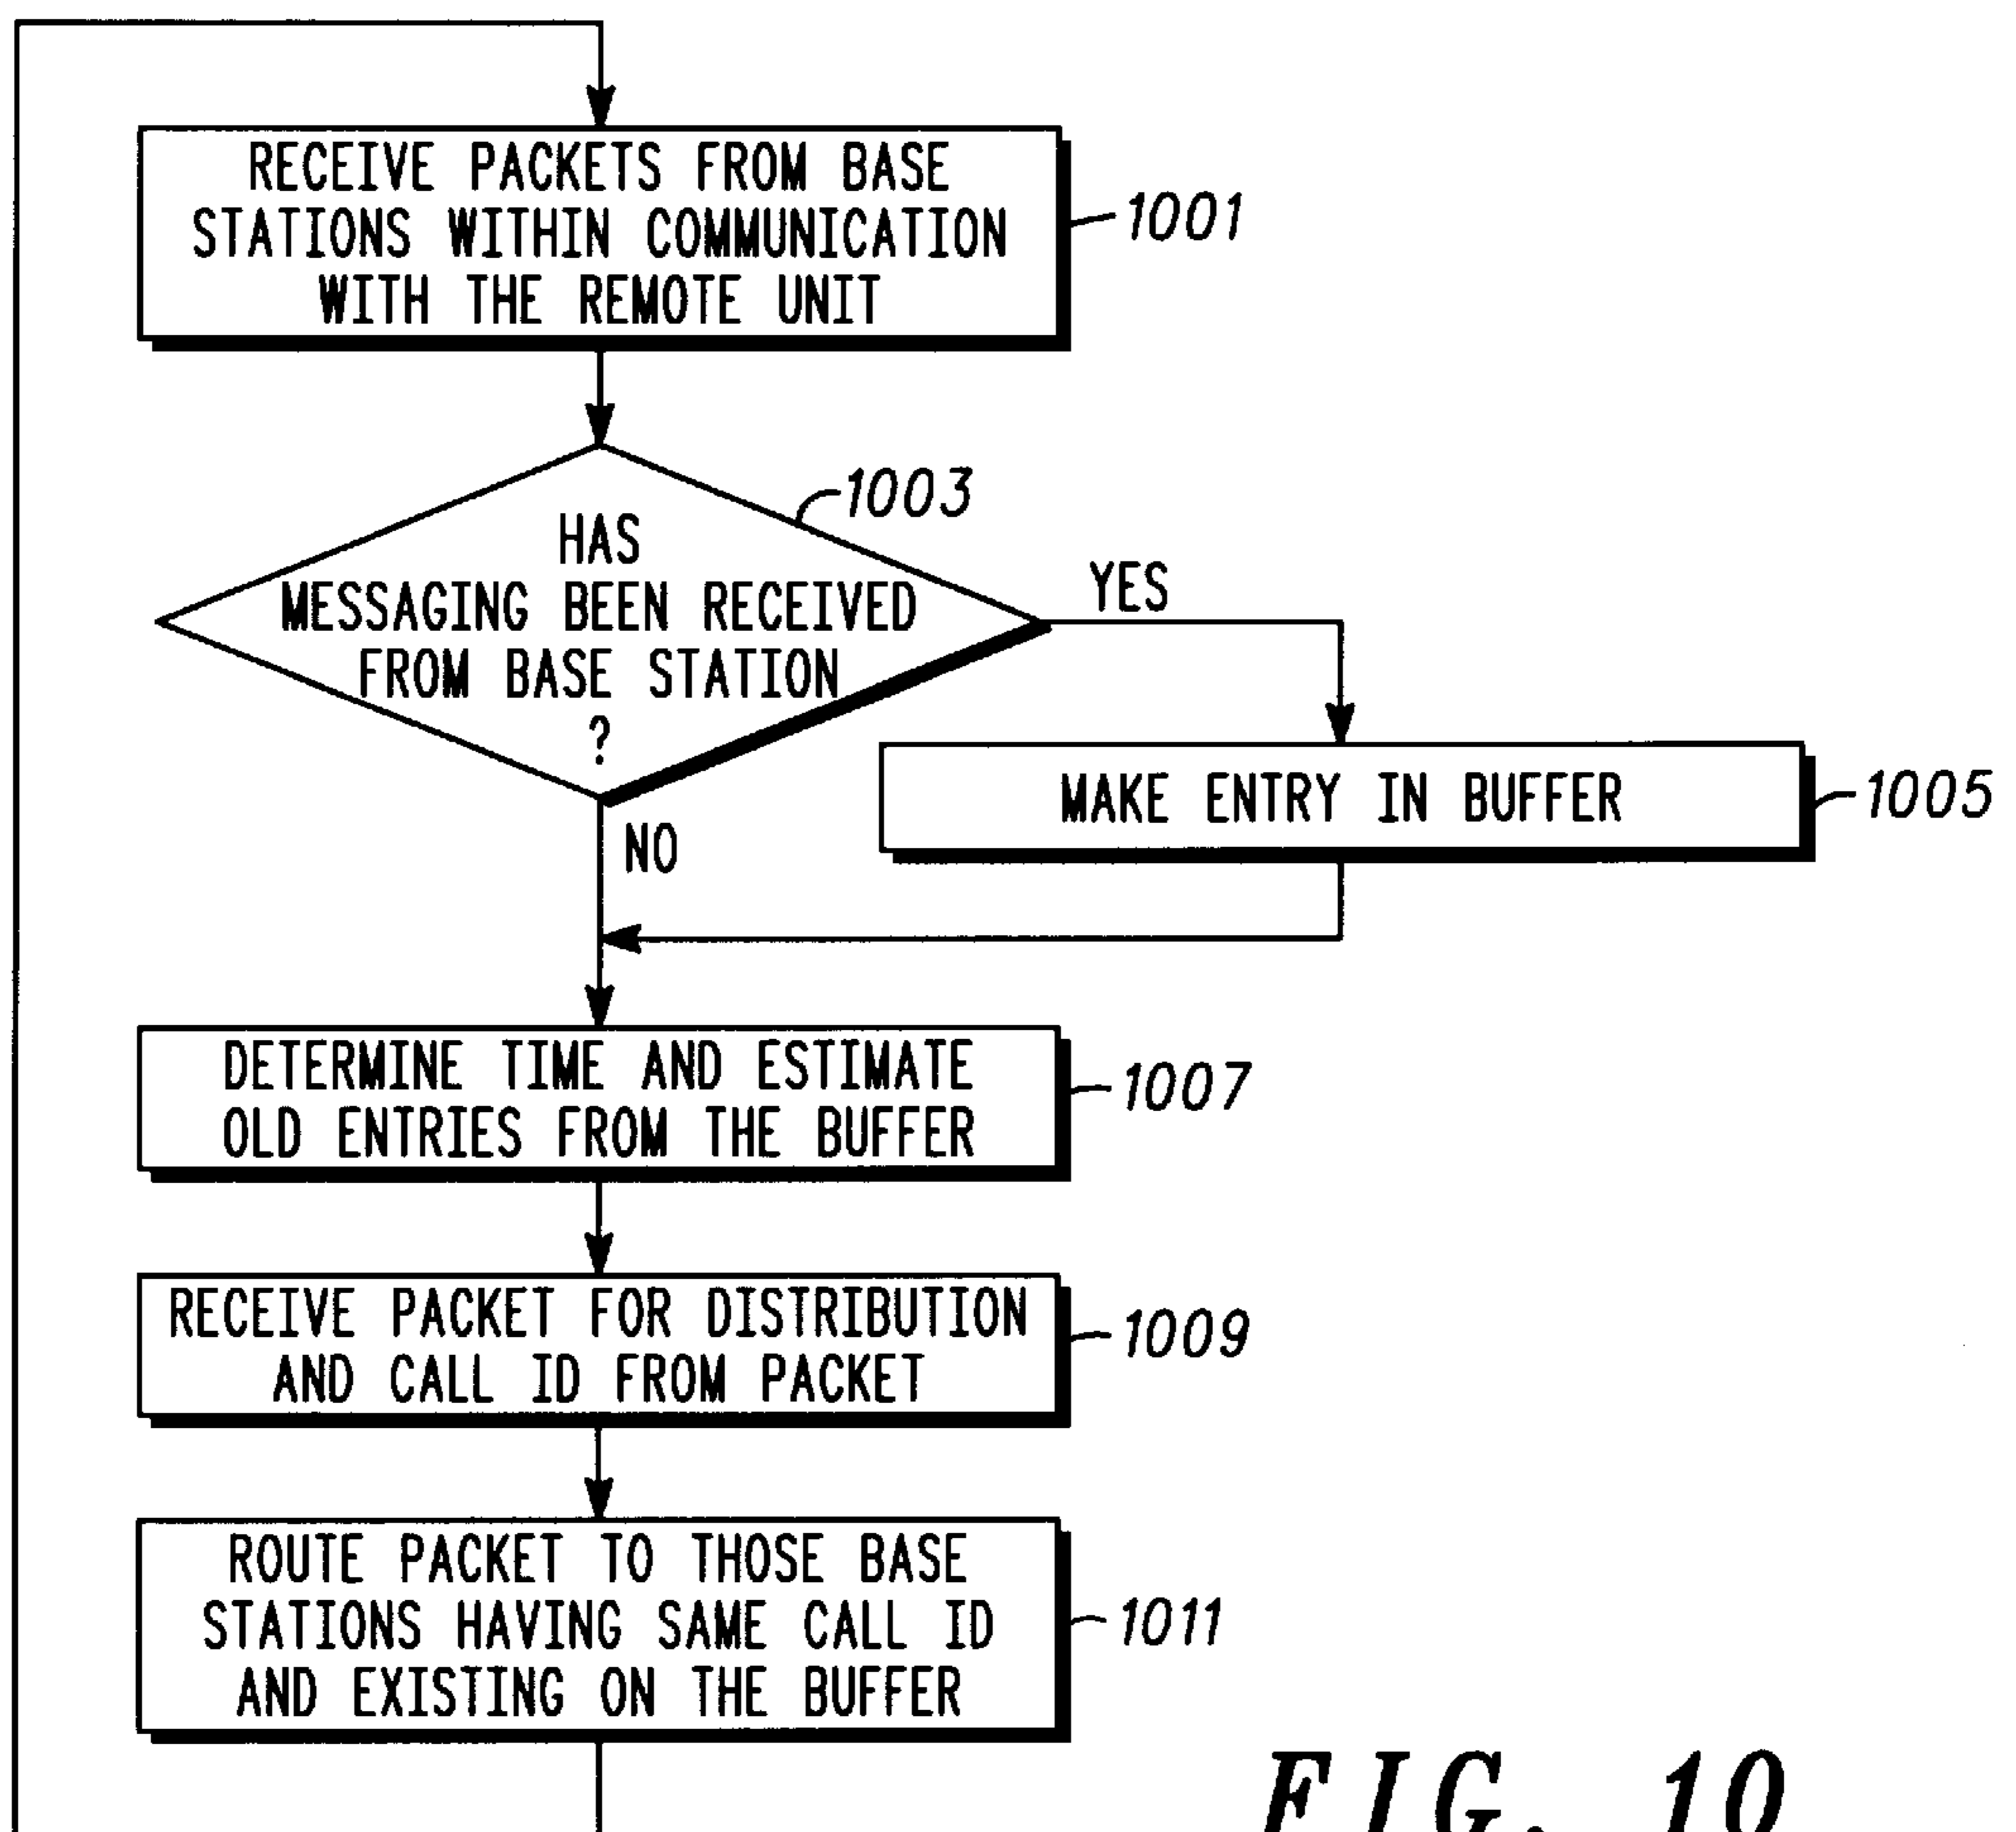 RECEIVE PACKETS FROM BASE
STATIONS WITHIN COMMUNICATION
WITH THE REMOTE UNIT
1001
1003
HAS
MESSAGING BEEN RECEIVED
FROM BASE STATION
?
YES
MAKE ENTRY IN BUFFER
1005
NO
DETERMINE TIME AND ESTIMATE
OLD ENTRIES FROM THE BUFFER
1007
RECEIVE PACKET FOR DISTRIBUTION
AND CALL ID FROM PACKET
1009
ROUTE PACKET TO THOSE BASE
STATIONS HAVING SAME CALL ID
AND EXISTING ON THE BUFFER
1011
FIG. 10